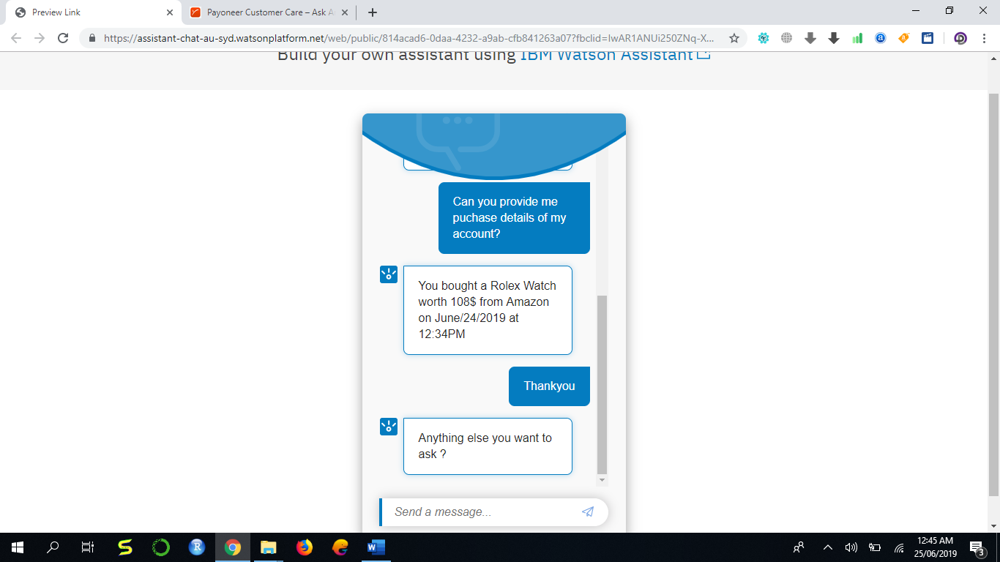 Preview Link
Payoneer Customer Care – Ask A
https://assistant-chat-au-syd.watsonplatform.net/web/public/814acad6-0daa-4232-a9ab-cfb841263a07?fbclid=IwAR1ANUi250ZNq-X...
Build your own assistant using IBM Watson Assistant
Can you provide me
puchase details of my
account?
You bought a Rolex Watch
worth 108$ from Amazon
on June/24/2019 at
12:34PM
Thankyou
Anything else you want to
ask ?
Send a message...
12:45 AM
25/06/2019
3